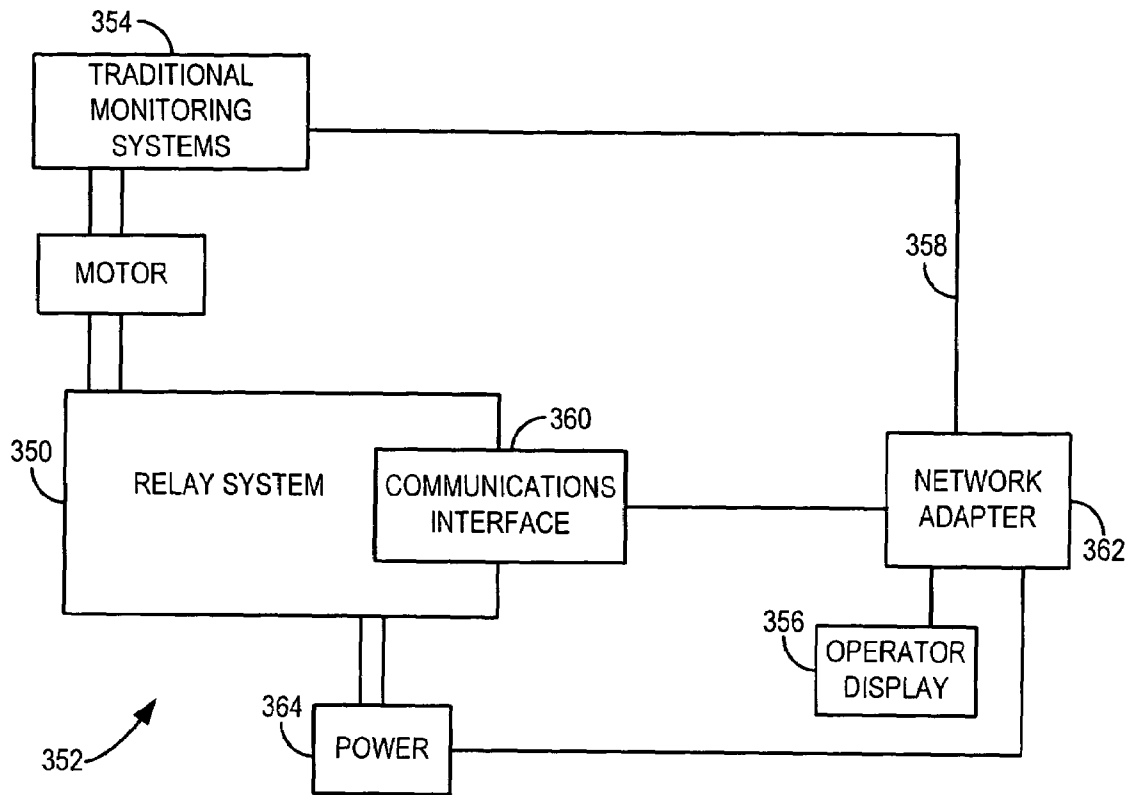 354
TRADITIONAL
MONITORING
SYSTEMS
MOTOR
358
350
RELAY SYSTEM
360
COMMUNICATIONS
INTERFACE
NETWORK
ADAPTER
362
356
OPERATOR
DISPLAY
364
POWER
352